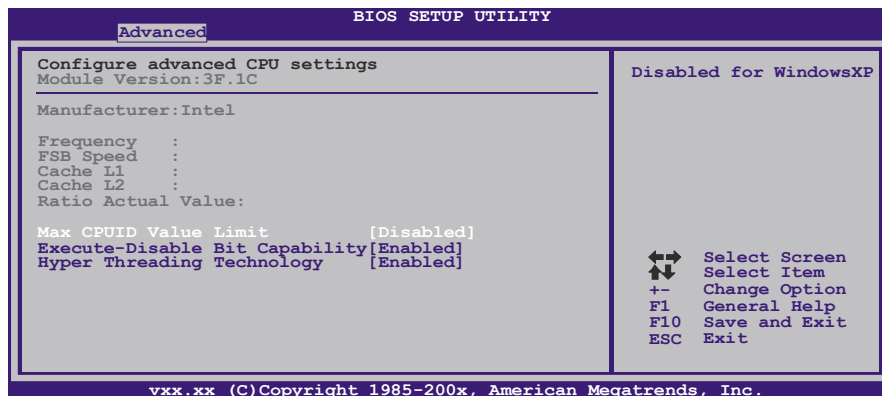 BIOS SETUP UTILITY
Advanced
Configure advanced CPU settings
Module Version:3F.1C
Manufacturer:Intel
Frequency :
FSB Speed :
Cache L1 :
Cache L2 :
Ratio Actual Value:
Max CPUID Value Limit [Disabled]
Execute-Disable Bit Capability[Enabled]
Hyper Threading Technology [Enabled]
Disabled for WindowsXP
Select Screen
Select Item
+- Change Option
F1 General Help
F10 Save and Exit
ESC Exit
vxx.xx (C)Copyright 1985-200x, American Megatrends, Inc.